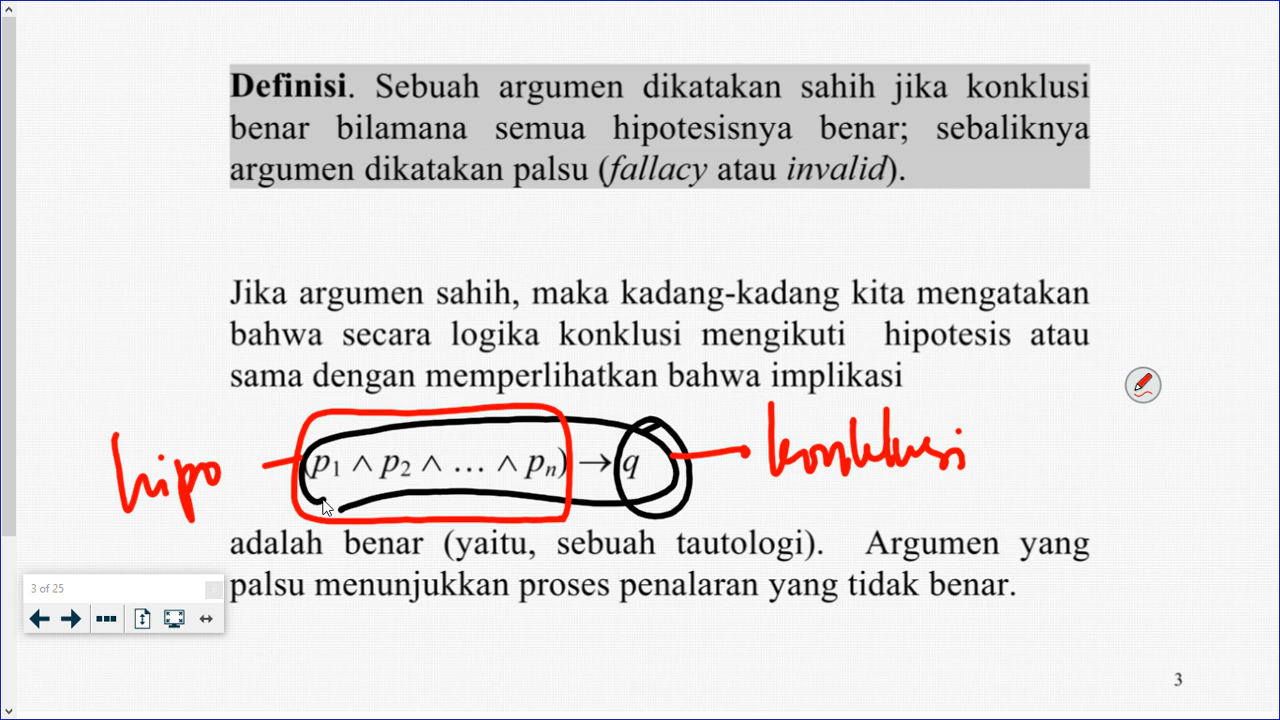 Definisi. Sebuah argumen dikatakan sahih jika konklusi
benar bilamana semua hipotesisnya benar; sebaliknya
argumen dikatakan palsu (fallacy atau invalid).
Jika argumen sahih, maka kadang-kadang kita mengatakan
bahwa secara logika konklusi mengikuti hipotesis atau
sama dengan memperlihatkan bahwa implikasi
hipo (p₁ ∧ p₂ ∧ … ∧ pₙ) → q konklusi
adalah benar (yaitu, sebuah tautologi). Argumen yang
palsu menunjukkan proses penalaran yang tidak benar.
3 of 25
3